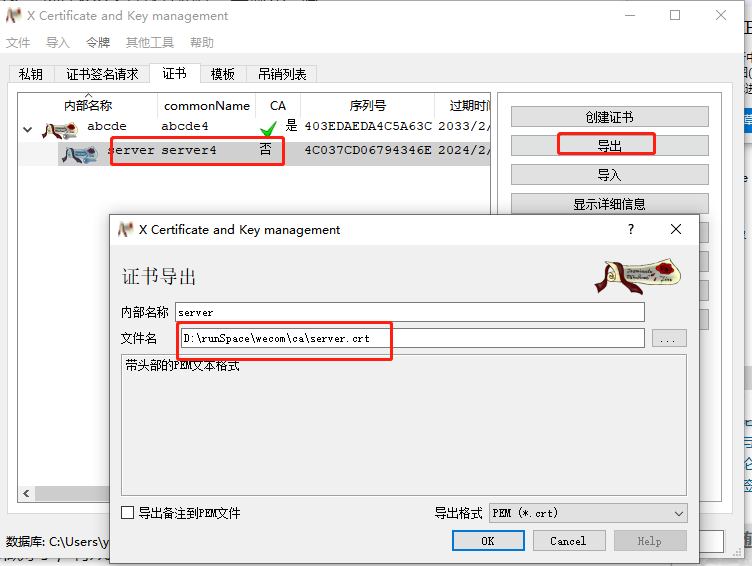 X Certificate and Key management
文件 导入 令牌 其他工具 帮助
私钥 证书签名请求 证书 模板 吊销列表
内部名称 commonName CA 序列号 过期时间
abcde abcde4 是 403EDAEDA4C5A63C 2033/2/
server server4 否 4C037CD06794346E 2024/2/
创建证书
导出
导入
显示详细信息
X Certificate and Key management
证书导出
内部名称 server
文件名 D:\runSpace\wecom\ca\server.crt ...
带头部的PEM文本格式
导出备注到PEM文件 导出格式 PEM (*.crt)
数据库: C:\Users\y
OK Cancel Help